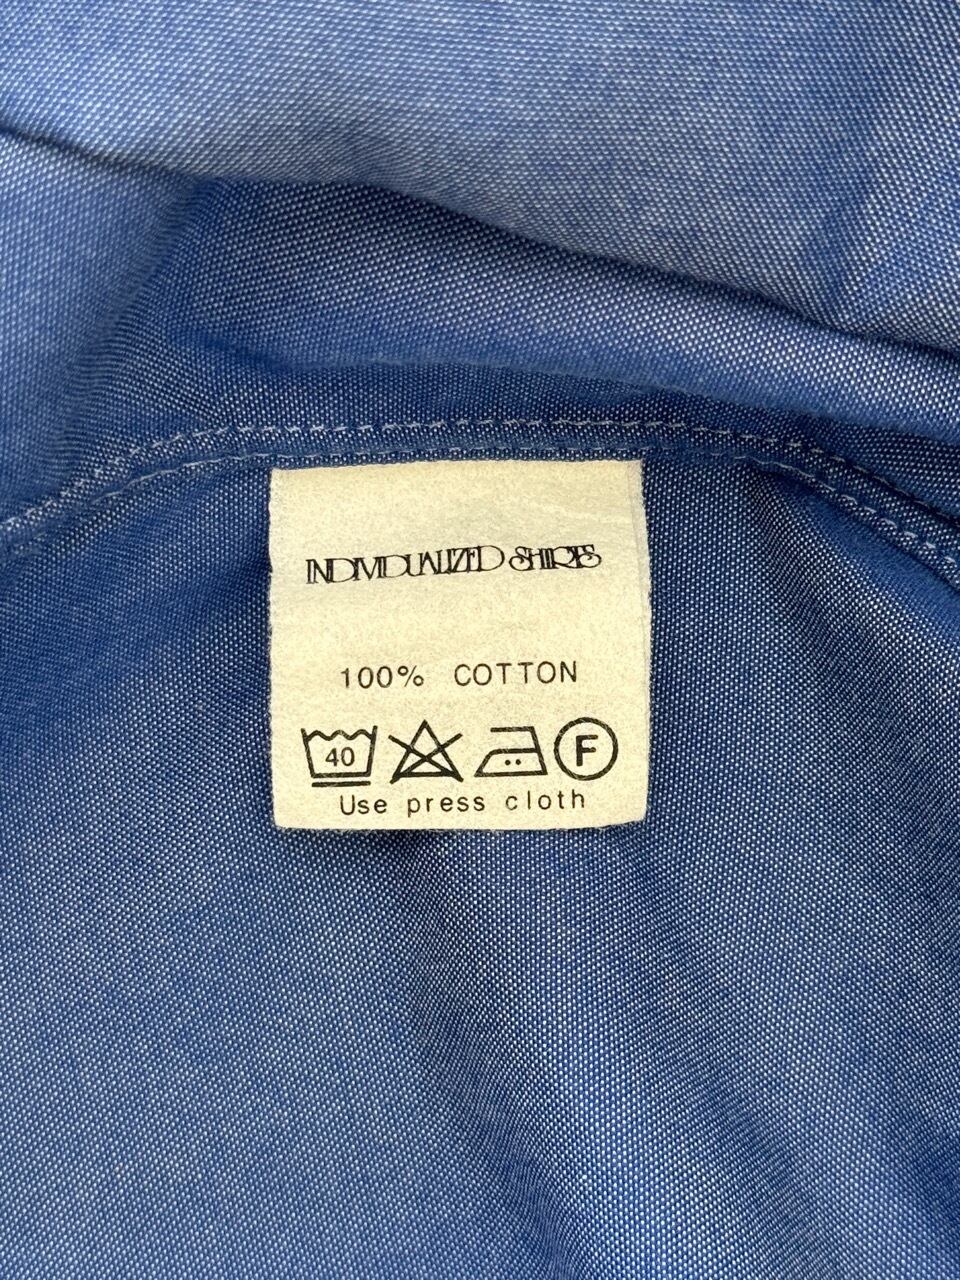 INDIVIDUALIZED SHIRTS
100% COTTON
40 F
Use press cloth